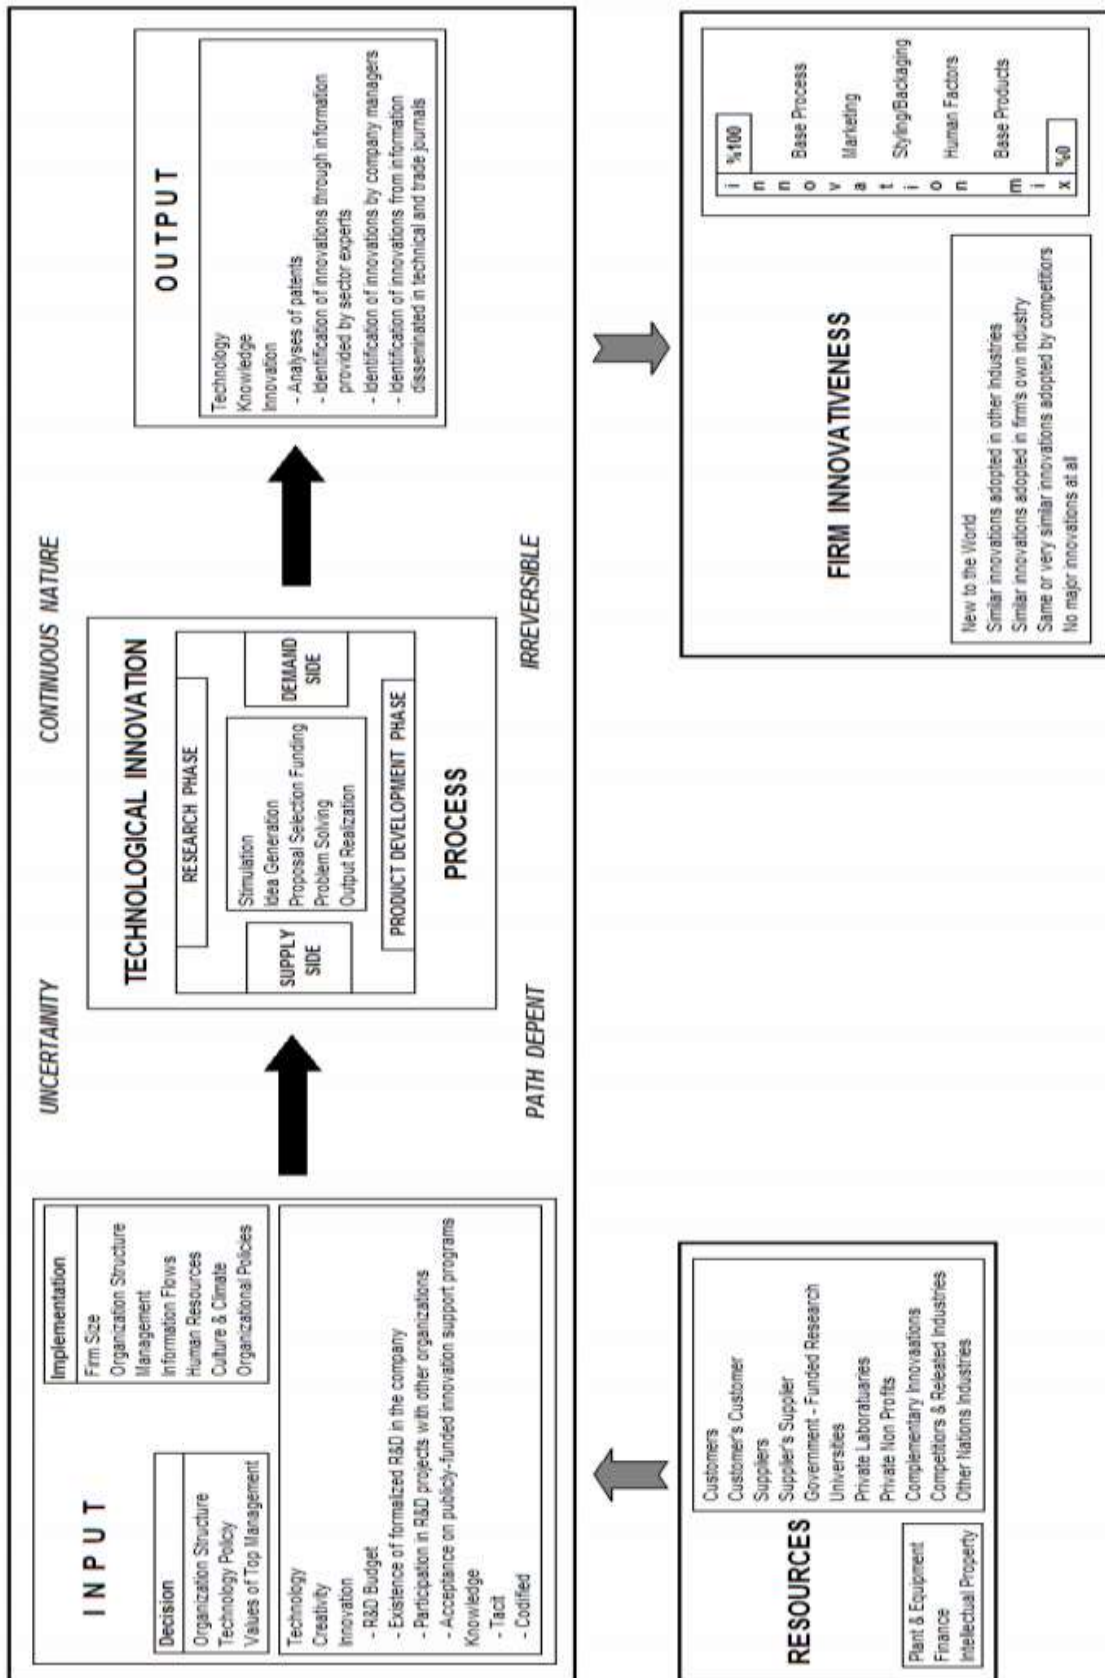 INPUT
Decision
Organization Structure
Technology Policiy
Values of Top Management
Implementation
Firm Size
Organization Structure
Management
Information Flows
Human Resources
Culture & Climate
Organizational Policies
Technology
Creativity
Innovation
- R&D Budget
- Existence of formalized R&D in the company
- Participation in R&D projects with other organizations
- Acceptance on publicly-funded innovation support programs
Knowledge
- Tacit
- Codified
UNCERTAINITY
CONTINUOUS NATURE
TECHNOLOGICAL INNOVATION
RESEARCH PHASE
SUPPLY
SIDE
Stimulation
Idea Generation
Proposal Selection Funding
Problem Solving
Output Realization
DEMAND
SIDE
PRODUCT DEVELOPMENT PHASE
PROCESS
PATH DEPENT
IRREVERSIBLE
OUTPUT
Technology
Knowledge
Innovation
- Analyses of patents
- Identification of innovations through information
provided by sector experts
- Identification of innovations by company managers
- Identification of innovations from information
disseminated in technical and trade journals
RESOURCES
Plant & Equipment
Finance
Intellectual Property
Customers
Customer's Customer
Suppliers
Supplier's Supplier
Government - Funded Research
Universities
Private Laboratuaries
Private Non Profits
Complementary Innovaations
Competitors & Releated Industries
Other Nations Industries
FIRM INNOVATIVENESS
New to the World
Similar innovations adopted in other industries
Similar innovations adopted in firm's own industry
Same or very similar innovations adopted by competitiors
No major innovations at all
innovation mix
%100
Base Process
Marketing
Styling/Backaging
Human Factors
Base Products
%0